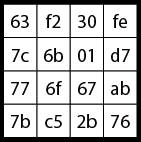 63 f2 30 fe
7c 6b 01 d7
77 6f 67 ab
7b c5 2b 76